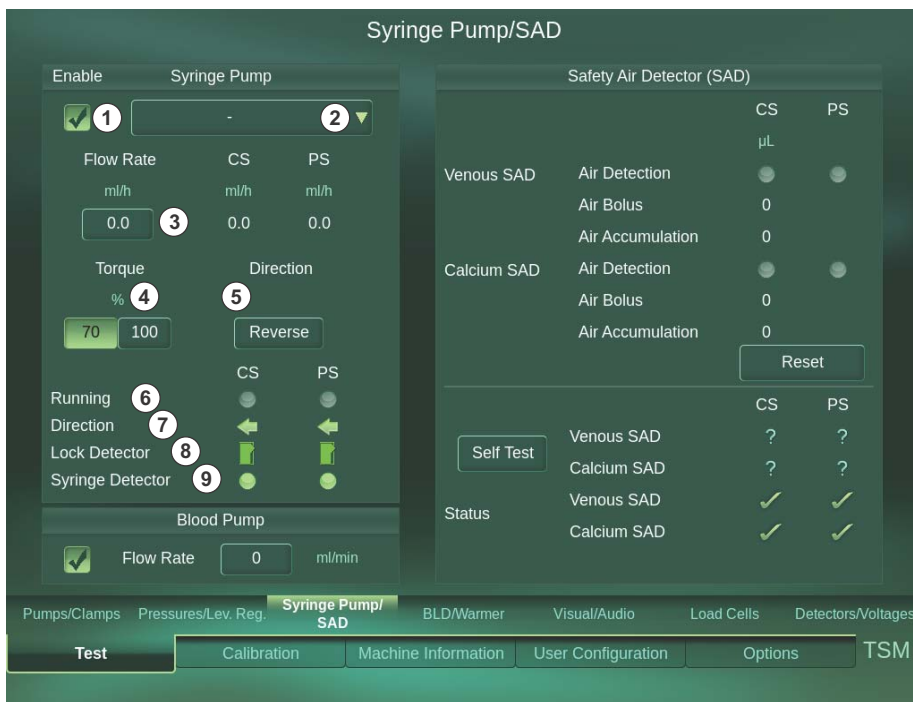 Syringe Pump/SAD
Enable Syringe Pump
1 - 2
Flow Rate CS PS
ml/h ml/h ml/h
0.0 3 0.0 0.0
Torque Direction
% 4 5
70 100 Reverse
CS PS
Running 6
Direction 7
Lock Detector 8
Syringe Detector 9
Blood Pump
Flow Rate 0 ml/min
Safety Air Detector (SAD)
CS PS
µL
Venous SAD Air Detection
Air Bolus 0
Air Accumulation 0
Calcium SAD Air Detection
Air Bolus 0
Air Accumulation 0
Reset
CS PS
Self Test Venous SAD ? ?
Calcium SAD ? ?
Status Venous SAD
Calcium SAD
Pumps/Clamps Pressures/Lev. Reg. Syringe Pump/ SAD BLD/Warmer Visual/Audio Load Cells Detectors/Voltages
Test Calibration Machine Information User Configuration Options TSM